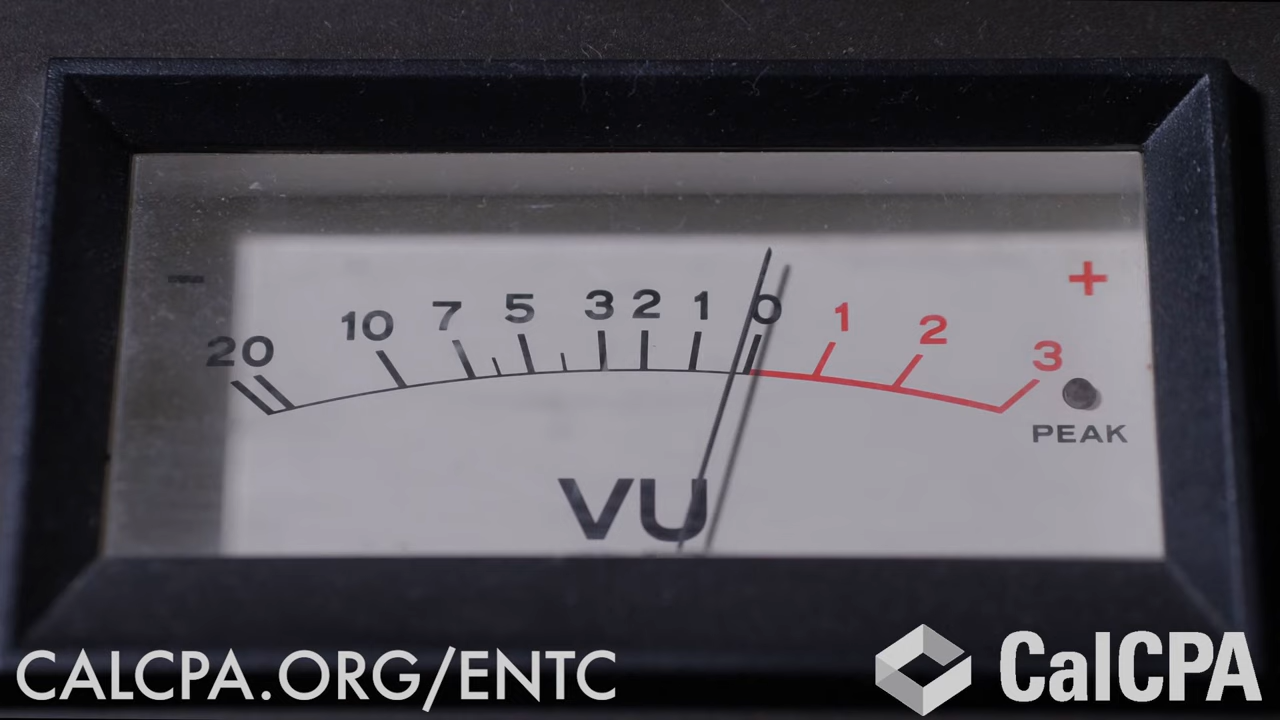 - +
20 10 7 5 3 2 1 0 1 2 3
PEAK
VU
CALCPA.ORG/ENTC
CalCPA